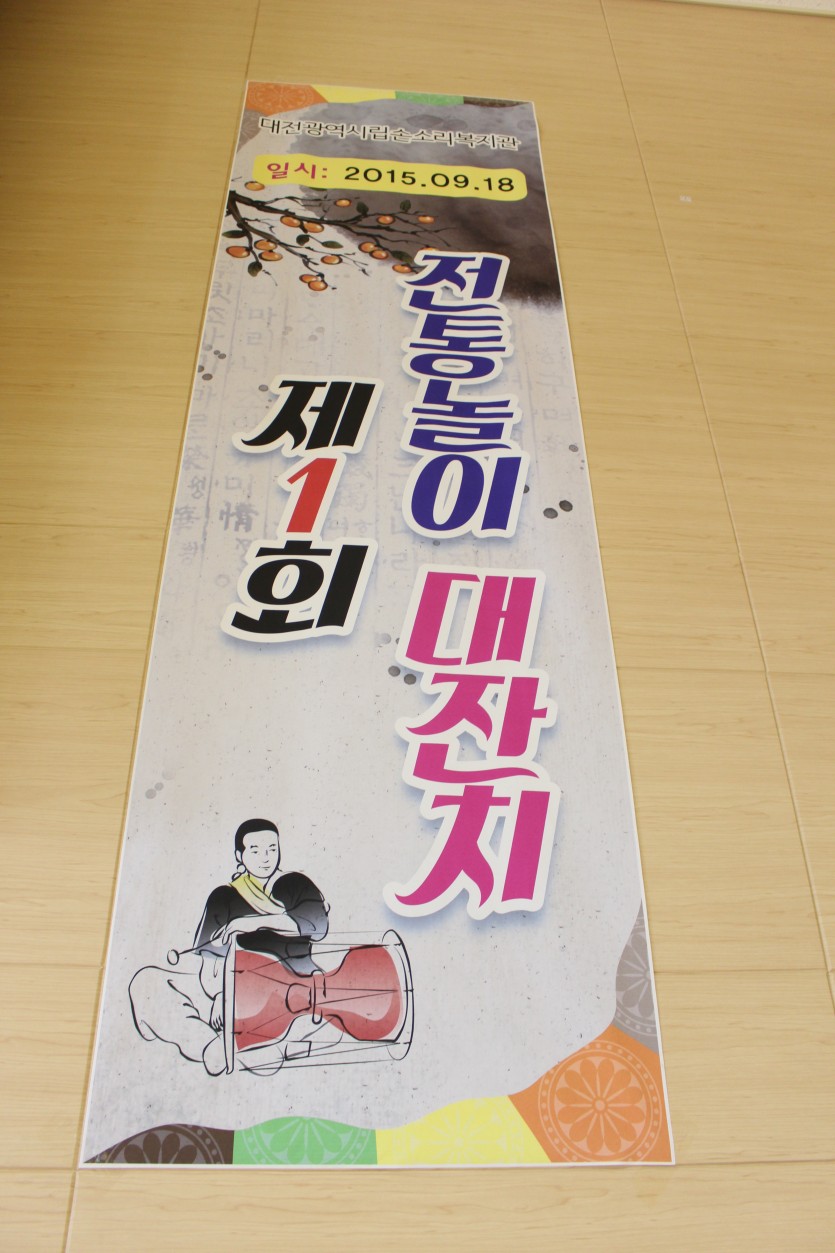 대전광역시립손소리복지관
일시: 2015.09.18
제1회
전통놀이 대잔치